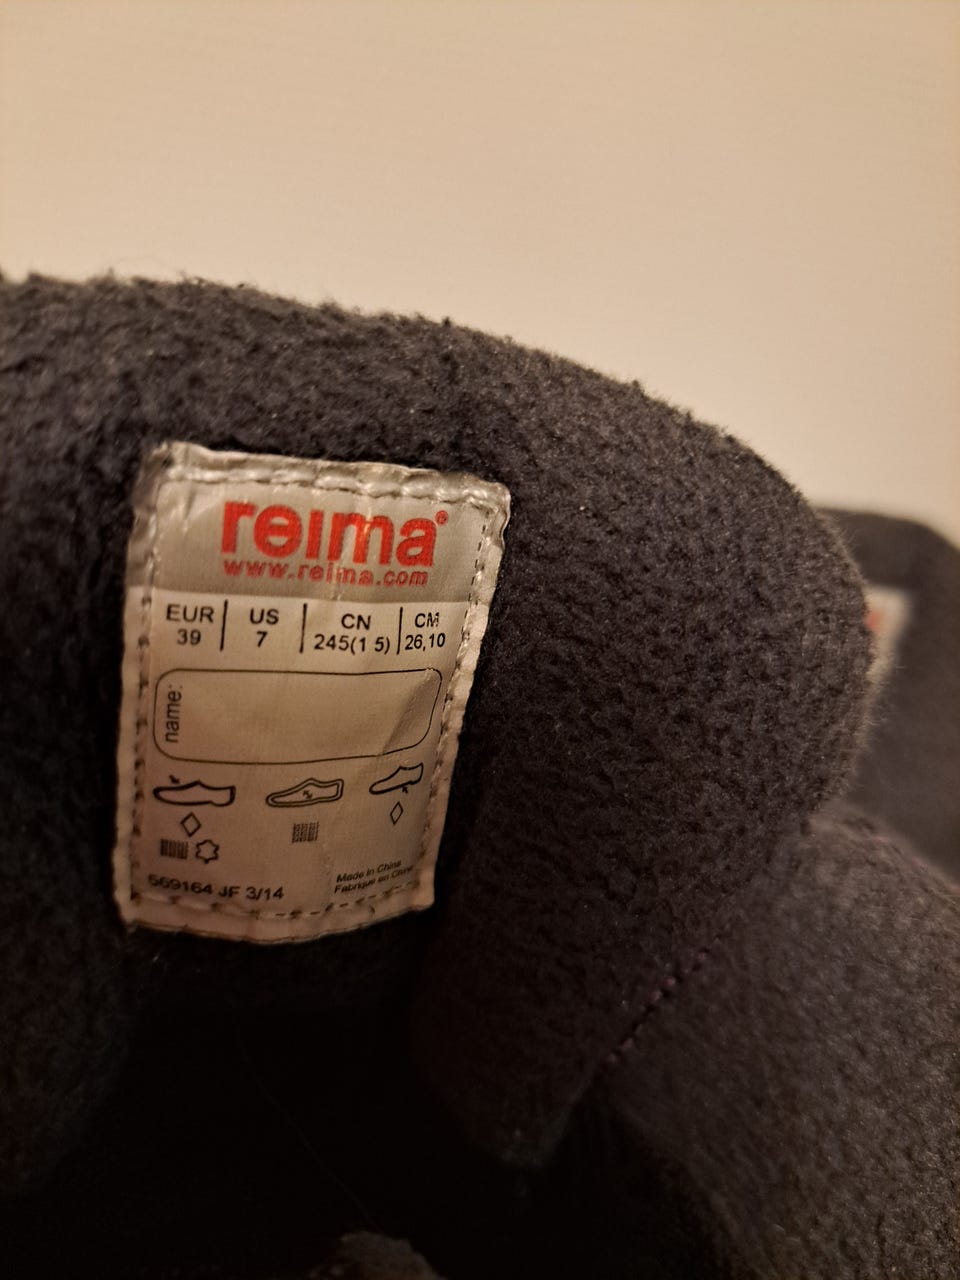 reima®
www.reima.com
EUR US CN CM
39 7 245(1 5) 26,10
name:
569164 JF 3/14
Made in China
Fabriqué en Chine